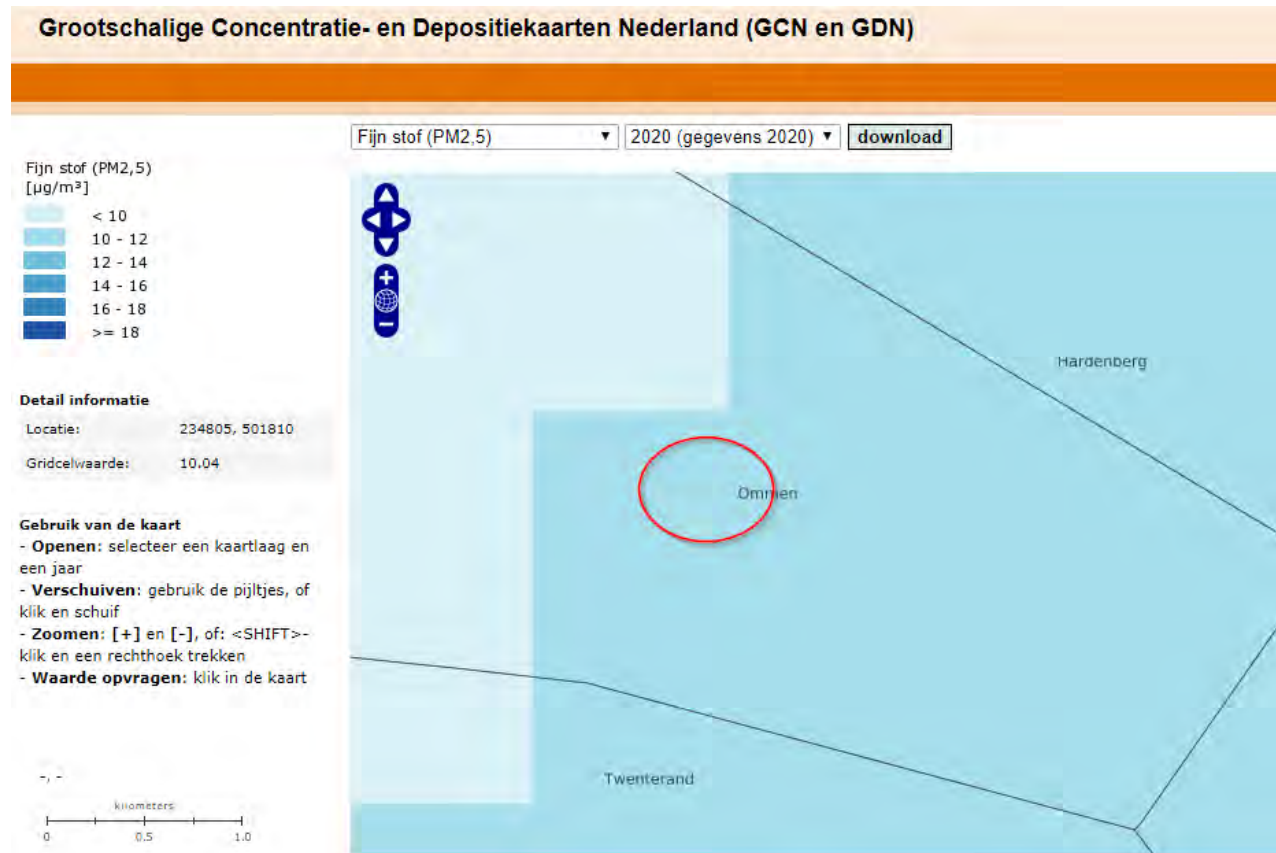 Grootschalige Concentratie- en Depositiekaarten Nederland (GCN en GDN)
Fijn stof (PM2,5) 2020 (gegevens 2020) download
Fijn stof (PM2,5)
[µg/m³]
< 10
10 - 12
12 - 14
14 - 16
16 - 18
>= 18
Detail informatie
Locatie: 234805, 501810
Gridcelwaarde: 10.04
Gebruik van de kaart
- Openen: selecteer een kaartlaag en
een jaar
- Verschuiven: gebruik de pijltjes, of
klik en schuif
- Zoomen: [+] en [-], of: <SHIFT>-
klik en een rechthoek trekken
- Waarde opvragen: klik in de kaart
-, -
kilometers
0 0.5 1.0
Hardenberg
Ommen
Twenterand